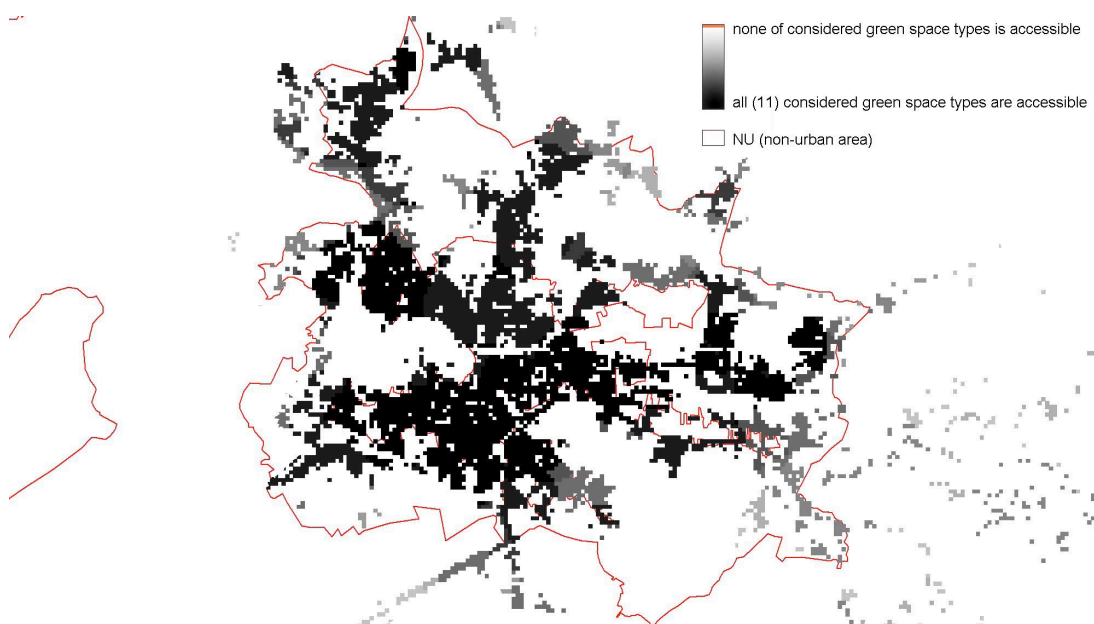 none of considered green space types is accessible
all (11) considered green space types are accessible
NU (non-urban area)